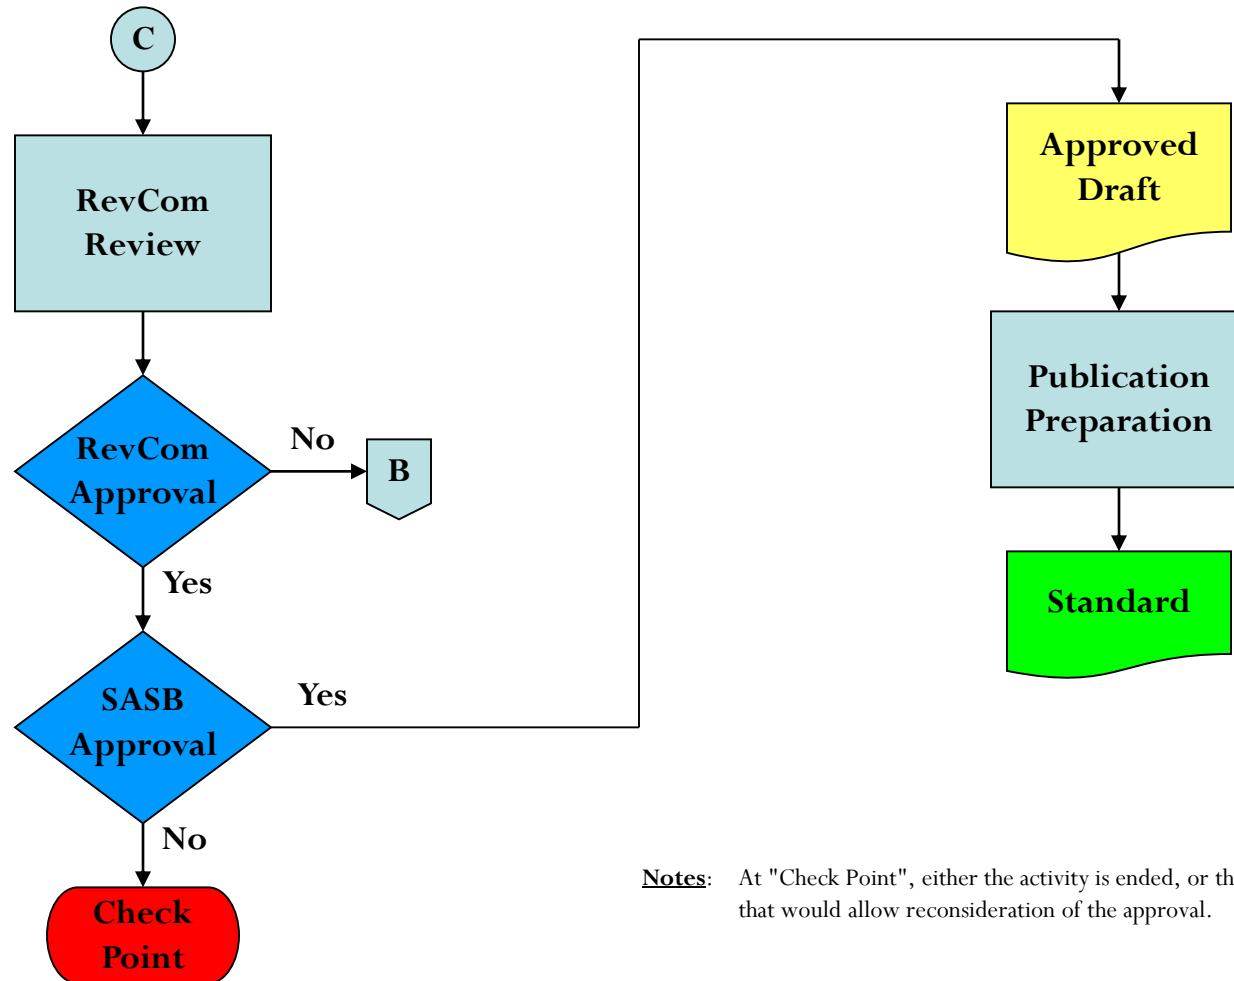 C
RevCom
Review
RevCom
Approval
No
B
Yes
SASB
Approval
Yes
No
Check
Point
Approved
Draft
Publication
Preparation
Standard
Notes: At "Check Point", either the activity is ended, or
that would allow reconsideration of the approval.